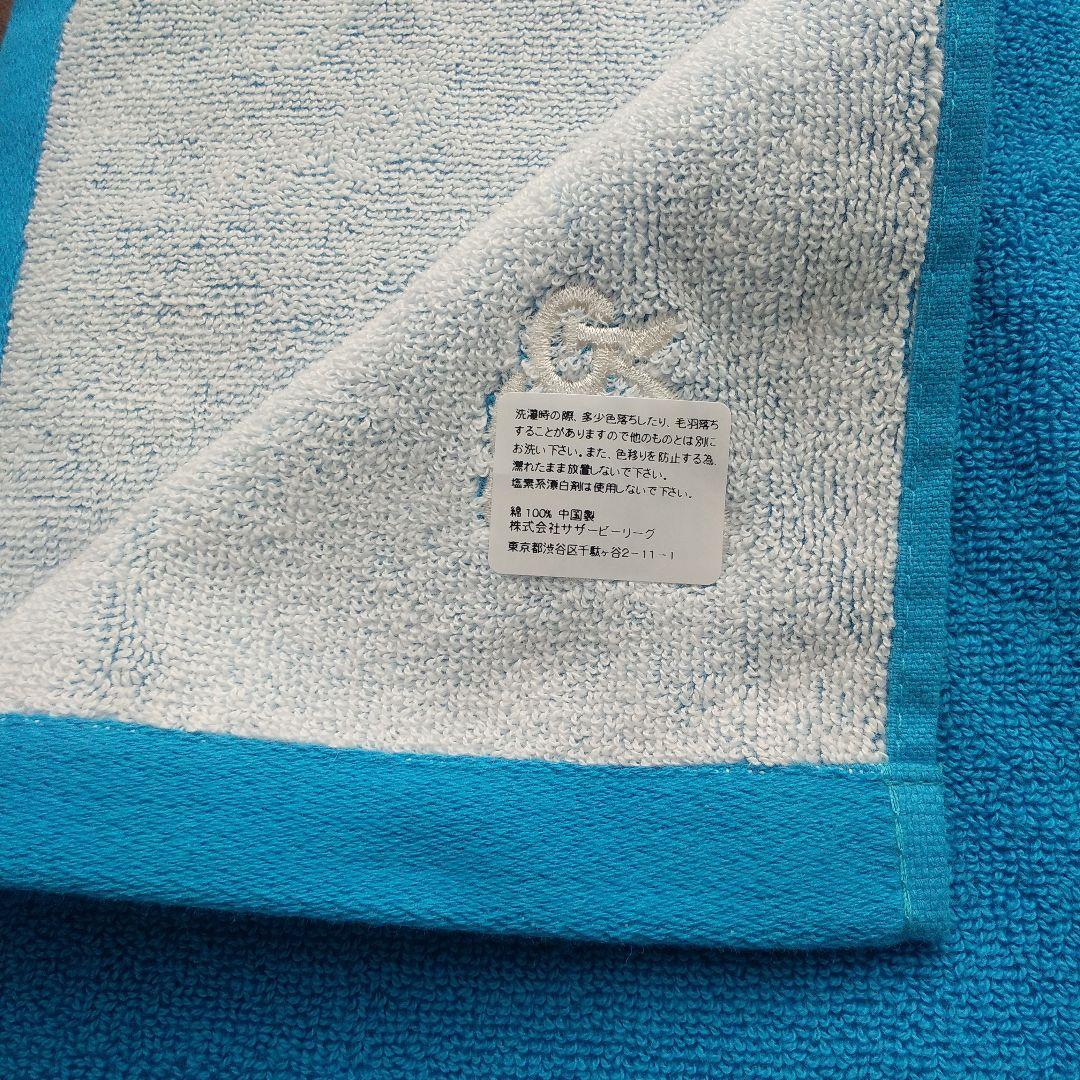 洗濯時の際、多少色落ちしたり、毛羽落ち
することがありますので他のものとは別に
お洗い下さい。また、色移りを防止する為、
濡れたまま放置しないで下さい。
塩素系漂白剤は使用しないで下さい。
綿100% 中国製
株式会社サザービーリーグ
東京都渋谷区千駄ヶ谷2-11-1